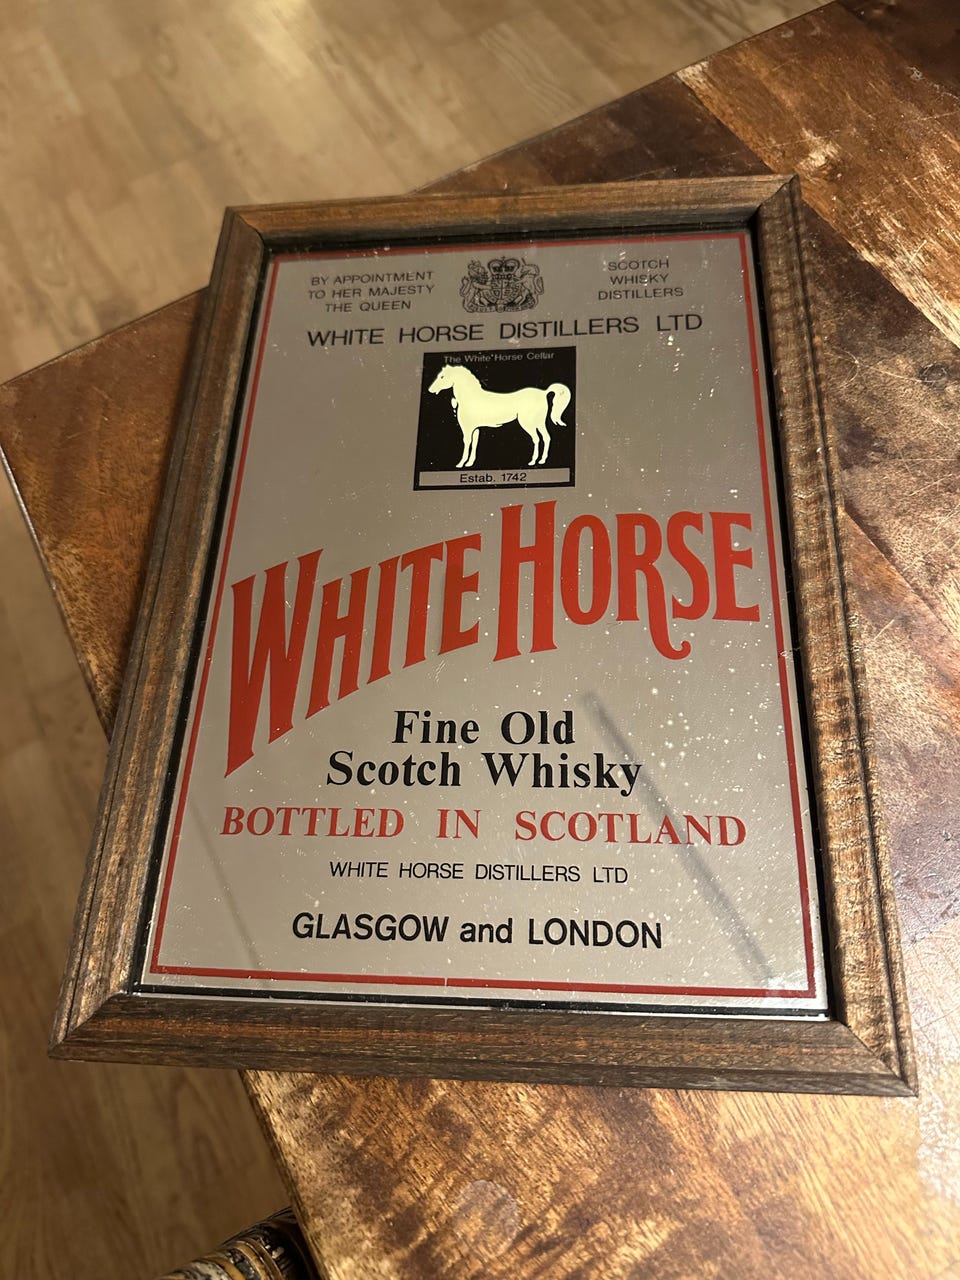 BY APPOINTMENT
TO HER MAJESTY
THE QUEEN
SCOTCH
WHISKY
DISTILLERS
WHITE HORSE DISTILLERS LTD
The White Horse Cellar
Estab. 1742
WHITE HORSE
Fine Old
Scotch Whisky
BOTTLED IN SCOTLAND
WHITE HORSE DISTILLERS LTD
GLASGOW and LONDON